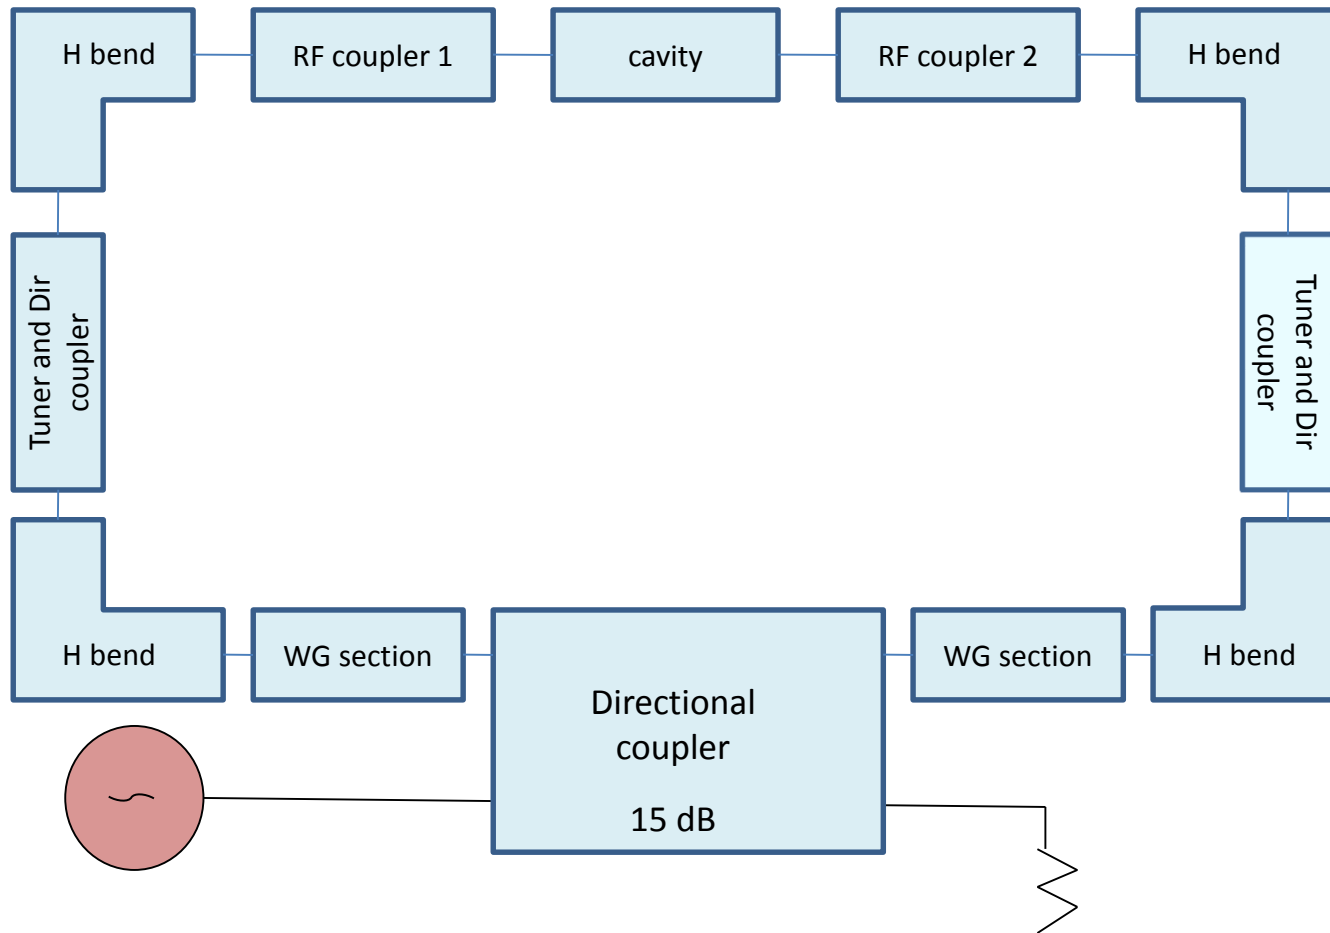 H bend
RF coupler 1
cavity
RF coupler 2
H bend
Tuner and Dir
coupler
Tuner and Dir
coupler
H bend
WG section
Directional
coupler
15 dB
WG section
H bend